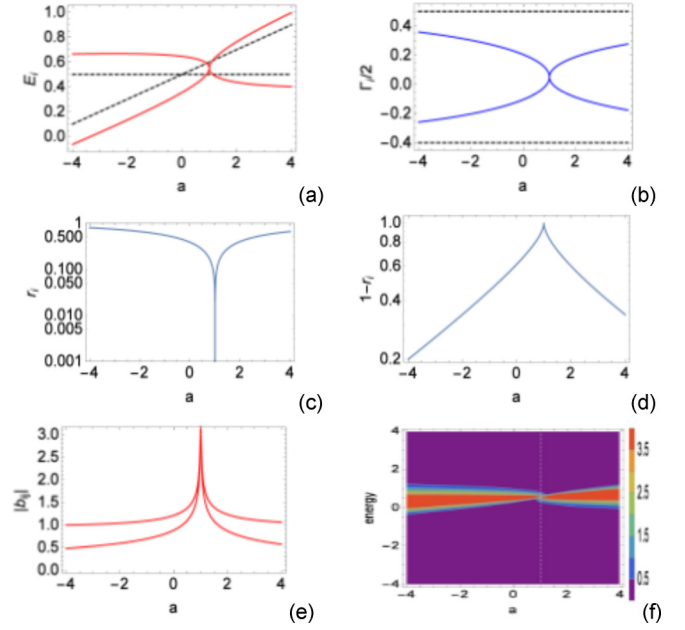 1.0
0.8
0.6
0.4
0.2
0.0
E_i
−4 −2 0 2 4
a
(a)
0.4
0.2
0.0
−0.2
−0.4
Γ_i/2
−4 −2 0 2 4
a
(b)
1
0.500
0.100
0.050
0.010
0.005
0.001
r_i
−4 −2 0 2 4
a
(c)
1.0
0.8
0.6
0.4
0.2
1−r_i
−4 −2 0 2 4
a
(d)
3.0
2.5
2.0
1.5
1.0
0.5
0.0
|b_ij|
−4 −2 0 2 4
a
(e)
4
2
0
−2
−4
energy
−4 −2 0 2 4
a
3.5
2.5
1.5
0.5
(f)